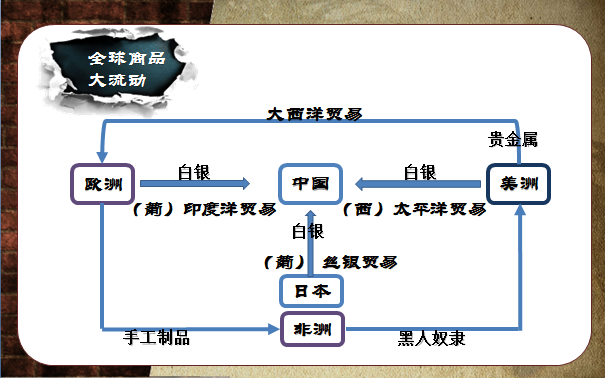 全球商品
大流动
大西洋贸易
贵金属
欧洲
白银
中国
白银
美洲
（葡）印度洋贸易
（西）太平洋贸易
白银
（葡） 丝银贸易
日本
非洲
手工制品
黑人奴隶